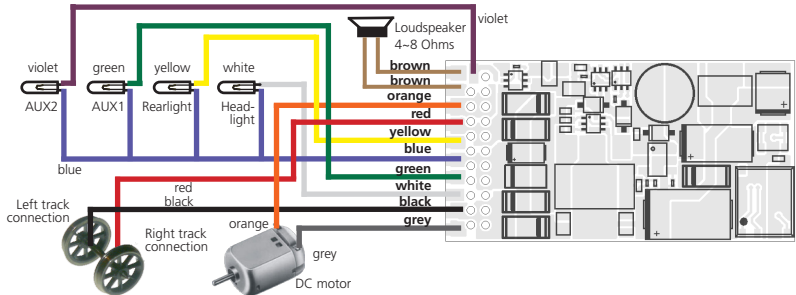 violet
Loudspeaker
4~8 Ohms
violet
green
yellow
white
brown
brown
AUX2
AUX1
Rearlight
Head-
light
orange
red
yellow
blue
blue
green
white
black
grey
red
black
Left track
connection
Right track
connection
orange
grey
DC motor
+
+
+
+